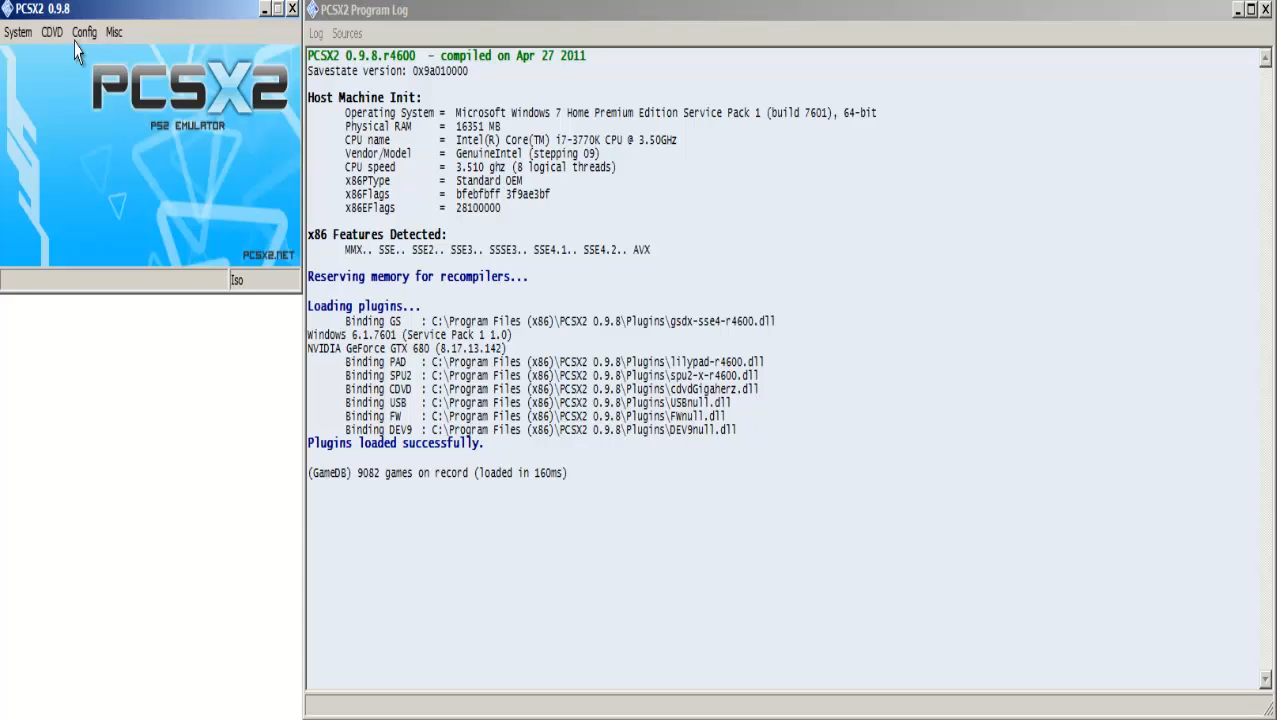 PCSX2 0.9.8
System CDVD Config Misc
PCSX2
PS2 EMULATOR
PCSX2.NET
Iso
PCSX2 Program Log
Log Sources
PCSX2 0.9.8.r4600 - compiled on Apr 27 2011
Savestate version: 0x9a010000
Host Machine Init:
Operating System = Microsoft Windows 7 Home Premium Edition Service Pack 1 (build 7601), 64-bit
Physical RAM = 16351 MB
CPU name = Intel(R) Core(TM) i7-3770K CPU @ 3.50GHz
Vendor/Model = GenuineIntel (stepping 09)
CPU speed = 3.510 ghz (8 logical threads)
x86PType = Standard OEM
x86Flags = bfebfbff 3f9ae3bf
x86EFlags = 28100000
x86 Features Detected:
MMX.. SSE.. SSE2.. SSE3.. SSSE3.. SSE4.1.. SSE4.2.. AVX
Reserving memory for recompilers...
Loading plugins...
Binding GS : C:\Program Files (x86)\PCSX2 0.9.8\Plugins\gsdx-sse4-r4600.dll
Windows 6.1.7601 (Service Pack 1 1.0)
NVIDIA GeForce GTX 680 (8.17.13.142)
Binding PAD : C:\Program Files (x86)\PCSX2 0.9.8\Plugins\lilypad-r4600.dll
Binding SPU2 : C:\Program Files (x86)\PCSX2 0.9.8\Plugins\spu2-x-r4600.dll
Binding CDVD : C:\Program Files (x86)\PCSX2 0.9.8\Plugins\cdvdGigaherz.dll
Binding USB : C:\Program Files (x86)\PCSX2 0.9.8\Plugins\USBnull.dll
Binding FW : C:\Program Files (x86)\PCSX2 0.9.8\Plugins\FWnull.dll
Binding DEV9 : C:\Program Files (x86)\PCSX2 0.9.8\Plugins\DEV9null.dll
Plugins loaded successfully.
(GameDB) 9082 games on record (loaded in 160ms)